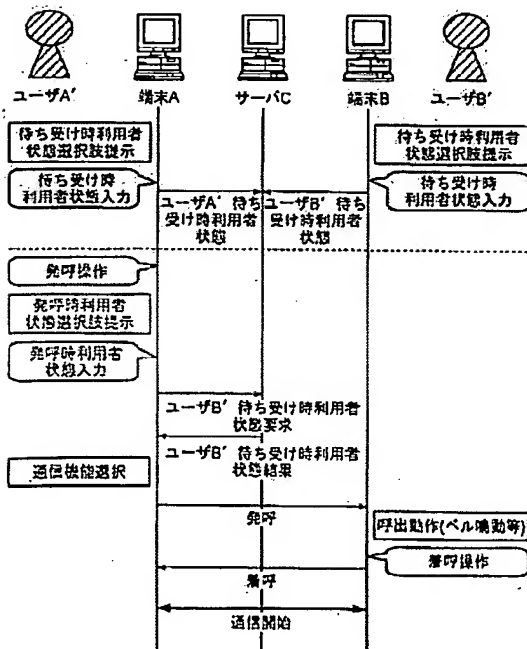 ユーザA'
端末A
サーバC
端末B
ユーザB'
待ち受け時利用者
状態選択肢提示
待ち受け時利用者
状態選択肢提示
待ち受け時
利用者状態入力
待ち受け時
利用者状態入力
ユーザA' 待ち
受け時利用者
状態
ユーザB' 待ち
受け時利用者
状態
発呼操作
発呼時利用者
状態選択肢提示
発呼時利用者
状態入力
ユーザB' 待ち受け時利用者
状態要求
ユーザB' 待ち受け時利用者
状態結果
通信機能選択
発呼
呼出動作(ベル鳴動等)
着呼操作
着呼
通信開始